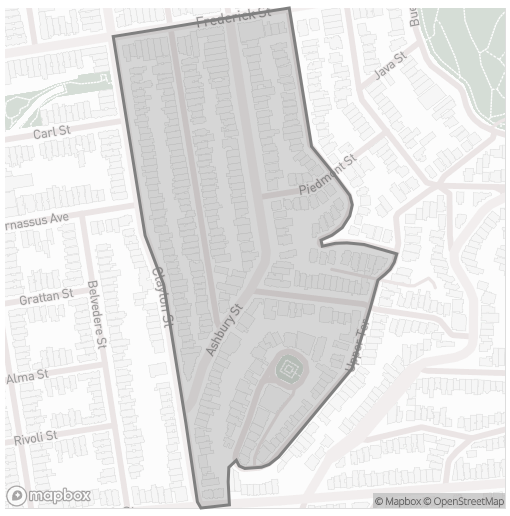 Frederick St
Bue
Java St
Carl St
Piedmont St
rnassus Ave
Grattan St
Belvedere St
Clayton St
Ashbury St
Upper Ter
Alma St
Rivoli St
mapbox
© Mapbox © OpenStreetMap